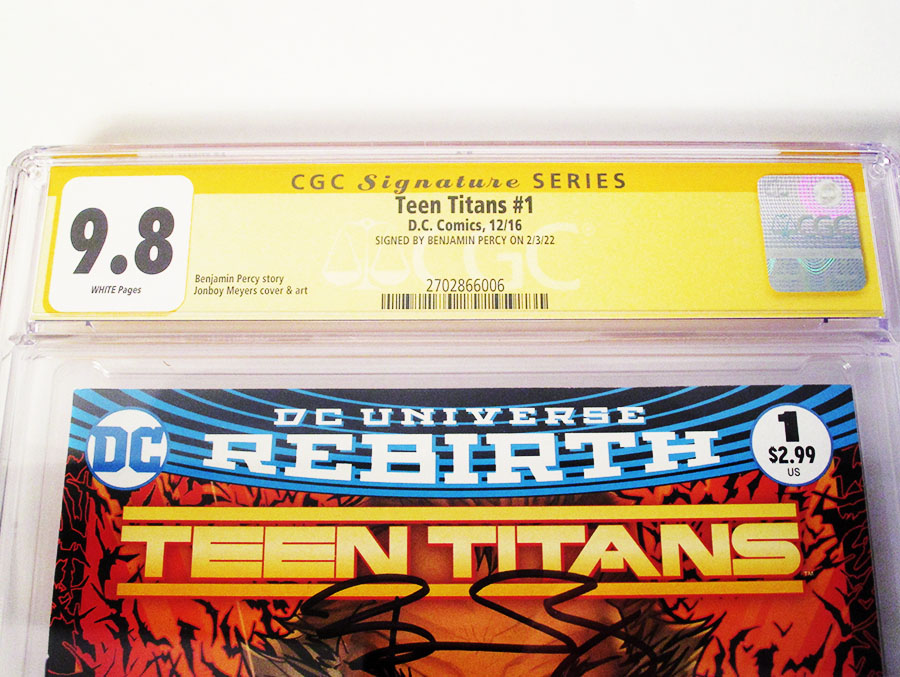 CGC Signature SERIES
Teen Titans #1
D.C. Comics, 12/16
SIGNED BY BENJAMIN PERCY ON 2/3/22
9.8
WHITE Pages
Benjamin Percy story
Jonboy Meyers cover & art
CGC
2702866006
CGC
DC UNIVERSE
REBIRTH
DC
1
$2.99
US
TEEN TITANS™